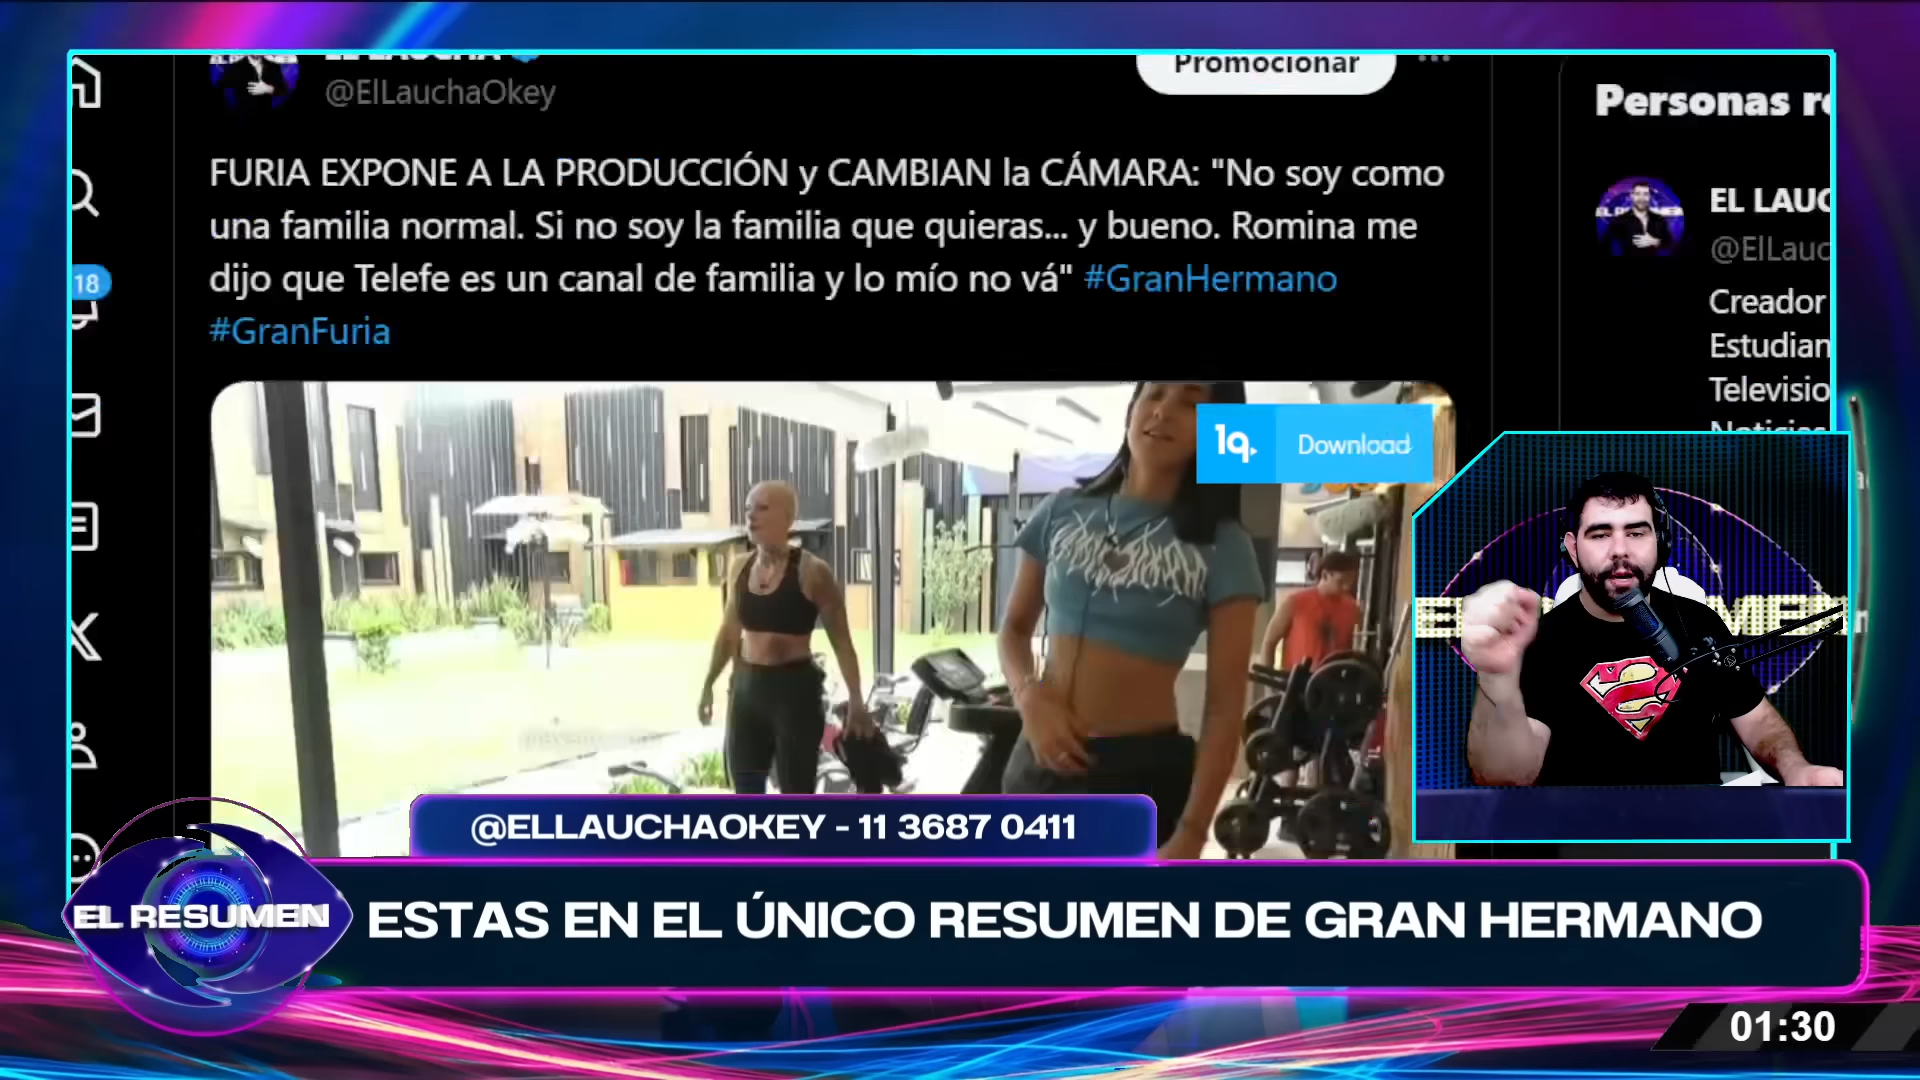 @ElLauchaOkey
Promocionar
FURIA EXPONE A LA PRODUCCIÓN y CAMBIAN la CÁMARA: "No soy como
una familia normal. Si no soy la familia que quieras... y bueno. Romina me
dijo que Telefe es un canal de familia y lo mío no vá" #GranHermano
#GranFuria
18
Personas
EL LAUC
@ElLauc
Creador
Estudian
Televisio
Noticias
1q.
Download
@ELLAUCHAOKEY - 11 3687 0411
EL RESUMEN
ESTAS EN EL ÚNICO RESUMEN DE GRAN HERMANO
01:30